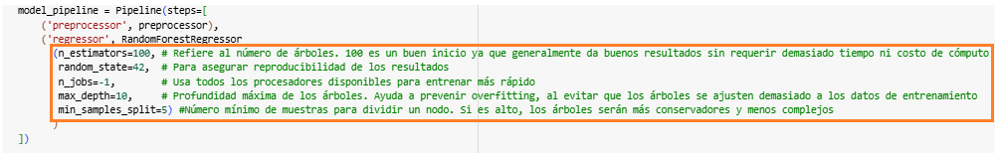 model_pipeline = Pipeline(steps=[
('preprocessor', preprocessor),
('regressor', RandomForestRegressor
(n_estimators=100, # Refiere al número de árboles. 100 es un buen inicio ya que generalmente da buenos resultados sin requerir demasiado tiempo ni costo de cómputo
random_state=42, # Para asegurar reproducibilidad de los resultados
n_jobs=-1, # Usa todos los procesadores disponibles para entrenar más rápido
max_depth=10, # Profundidad máxima de los árboles. Ayuda a prevenir overfitting, al evitar que los árboles se ajusten demasiado a los datos de entrenamiento
min_samples_split=5) #Número mínimo de muestras para dividir un nodo. Si es alto, los árboles serán más conservadores y menos complejos
)
])